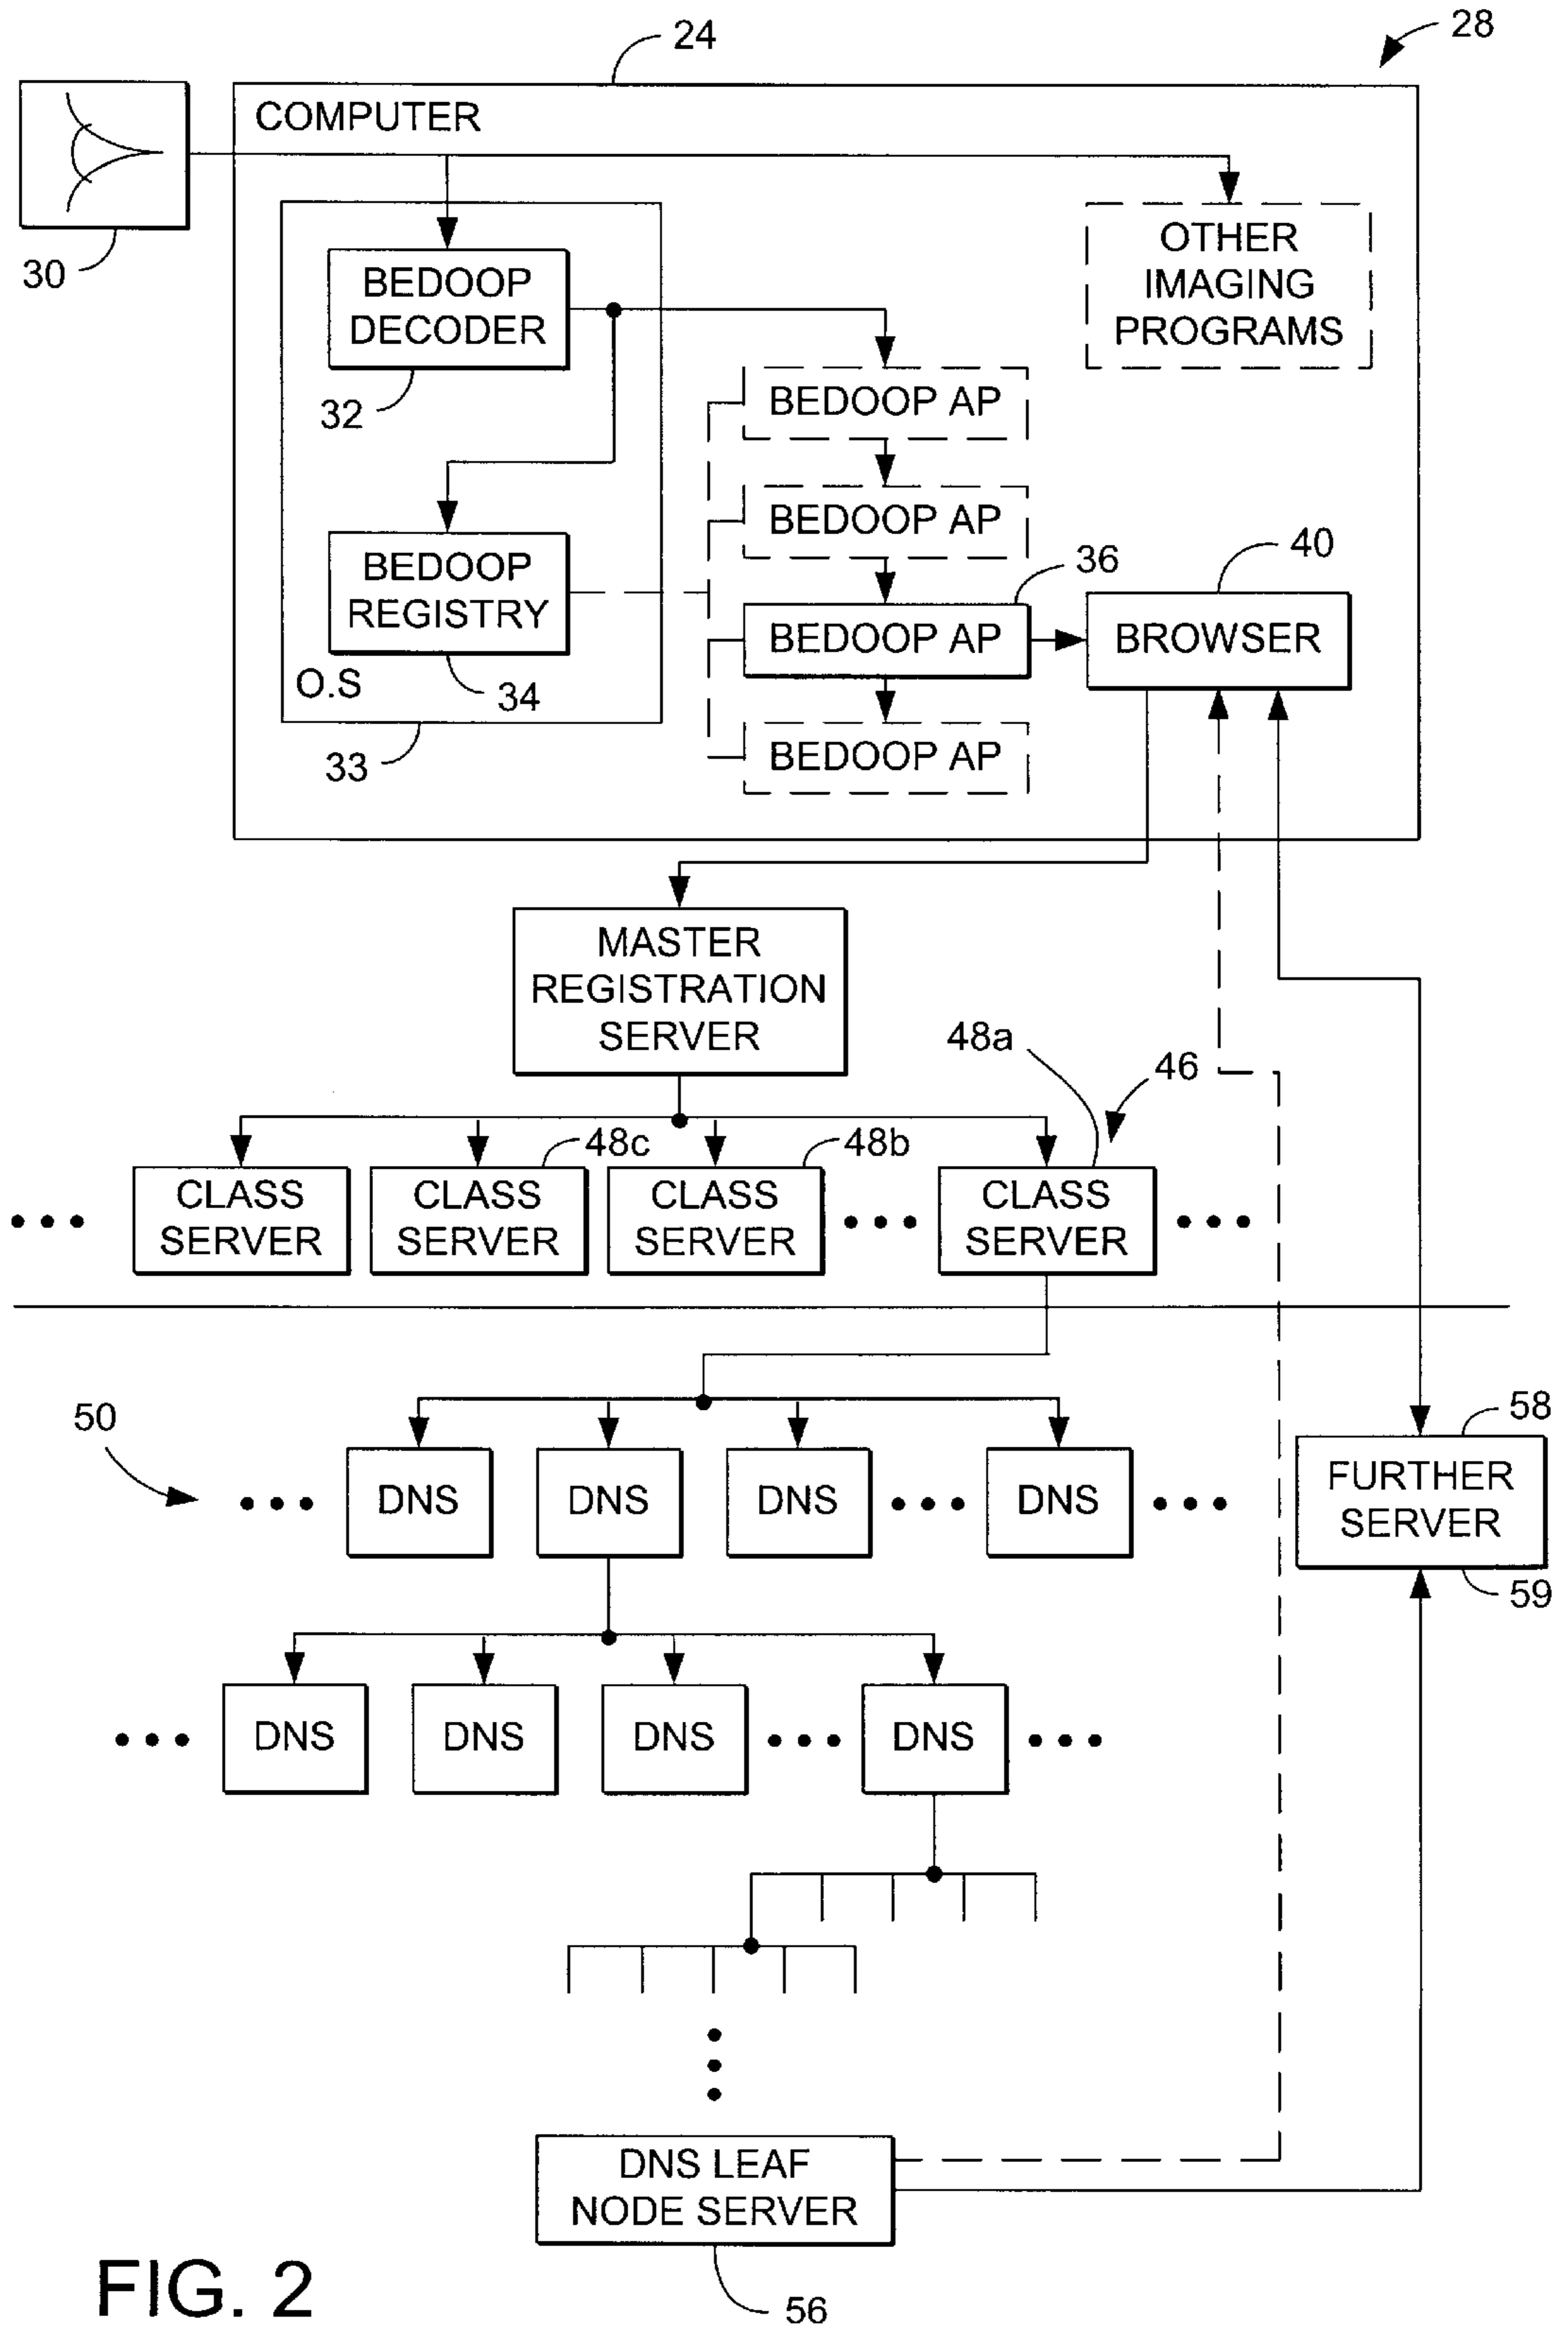 24
28
COMPUTER
30
BEDOOP
DECODER
32
OTHER
IMAGING
PROGRAMS
BEDOOP AP
BEDOOP AP
36
40
BEDOOP
REGISTRY
BEDOOP AP
BROWSER
O.S
34
33
BEDOOP AP
MASTER
REGISTRATION
SERVER
48a
46
48c
48b
CLASS
SERVER
CLASS
SERVER
CLASS
SERVER
CLASS
SERVER
50
58
DNS
DNS
DNS
DNS
FURTHER
SERVER
59
DNS
DNS
DNS
DNS
DNS LEAF
NODE SERVER
56
FIG. 2